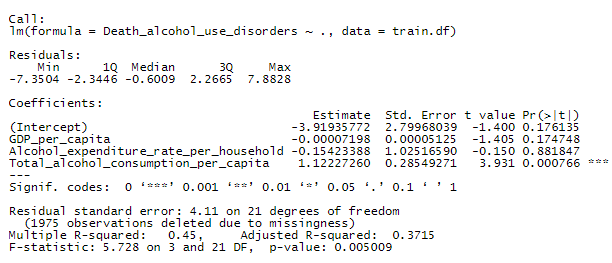 Call:
lm(formula = Death_alcohol_use_disorders ~ ., data = train.df)
Residuals:
Min 1Q Median 3Q Max
-7.3504 -2.3446 -0.6009 2.2665 7.8828
Coefficients:
Estimate Std. Error t value Pr(>|t|)
(Intercept) -3.91935772 2.79968039 -1.400 0.176135
GDP_per_capita -0.00007198 0.00005125 -1.405 0.174748
Alcohol_expenditure_rate_per_household -0.15423388 1.02516590 -0.150 0.881847
Total_alcohol_consumption_per_capita 1.12227260 0.28549271 3.931 0.000766 ***
---
Signif. codes: 0 ‘***’ 0.001 ‘**’ 0.01 ‘*’ 0.05 ‘.’ 0.1 ‘ ’ 1
Residual standard error: 4.11 on 21 degrees of freedom
(1975 observations deleted due to missingness)
Multiple R-squared: 0.45, Adjusted R-squared: 0.3715
F-statistic: 5.728 on 3 and 21 DF, p-value: 0.005009